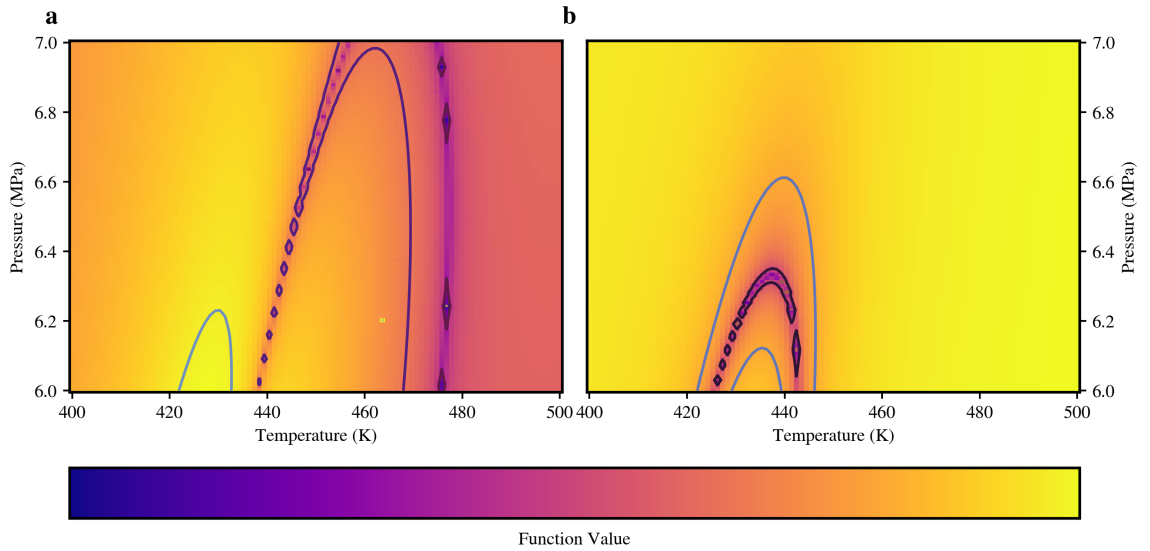 a b
7.0 7.0
6.8 6.8
6.6 6.6
6.4 6.4
6.2 6.2
6.0 6.0
Pressure (MPa) Pressure (MPa)
400 420 440 460 480 500 400 420 440 460 480 500
Temperature (K) Temperature (K)
Function Value